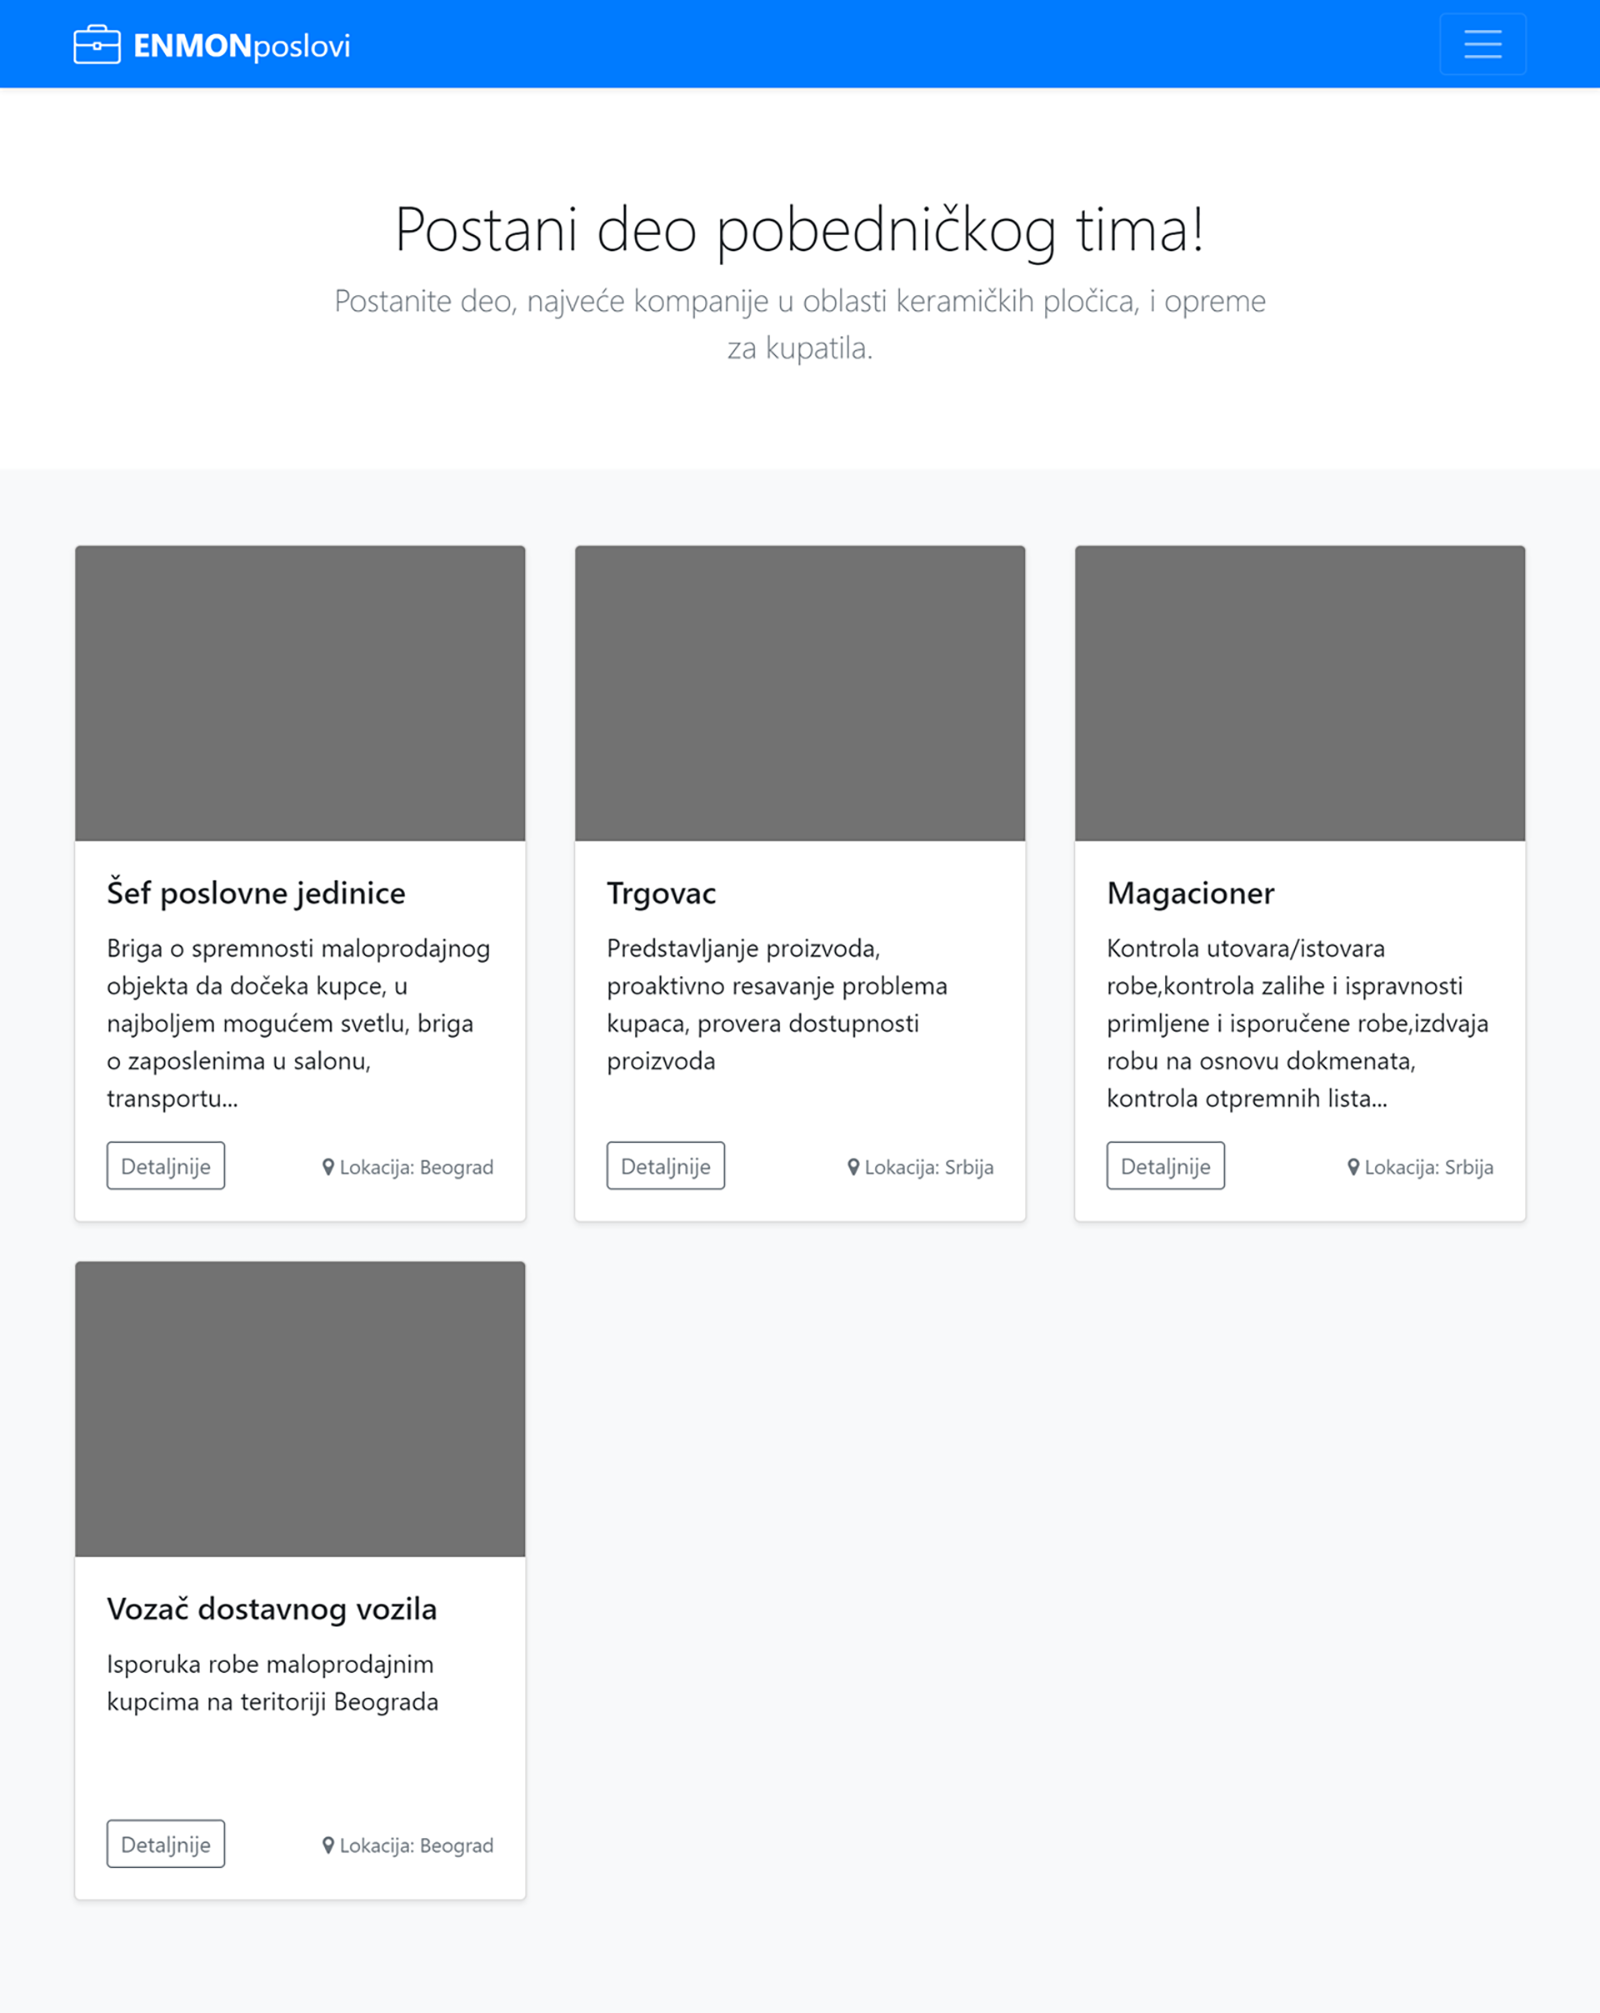 ENMONposlovi
Postani deo pobedničkog tima!
Postanite deo, najveće kompanije u oblasti keramičkih pločica, i opreme
za kupatila.
Šef poslovne jedinice
Briga o spremnosti maloprodajnog
objekta da dočeka kupce, u
najboljem mogućem svetlu, briga
o zaposlenima u salonu,
transportu...
Detaljnije
Lokacija: Beograd
Trgovac
Predstavljanje proizvoda,
proaktivno resavanje problema
kupaca, provera dostupnosti
proizvoda
Detaljnije
Lokacija: Srbija
Magacioner
Kontrola utovara/istovara
robe,kontrola zalihe i ispravnosti
primljene i isporučene robe,izdvaja
robu na osnovu dokmenata,
kontrola otpremnih lista...
Detaljnije
Lokacija: Srbija
Vozač dostavnog vozila
Isporuka robe maloprodajnim
kupcima na teritoriji Beograda
Detaljnije
Lokacija: Beograd